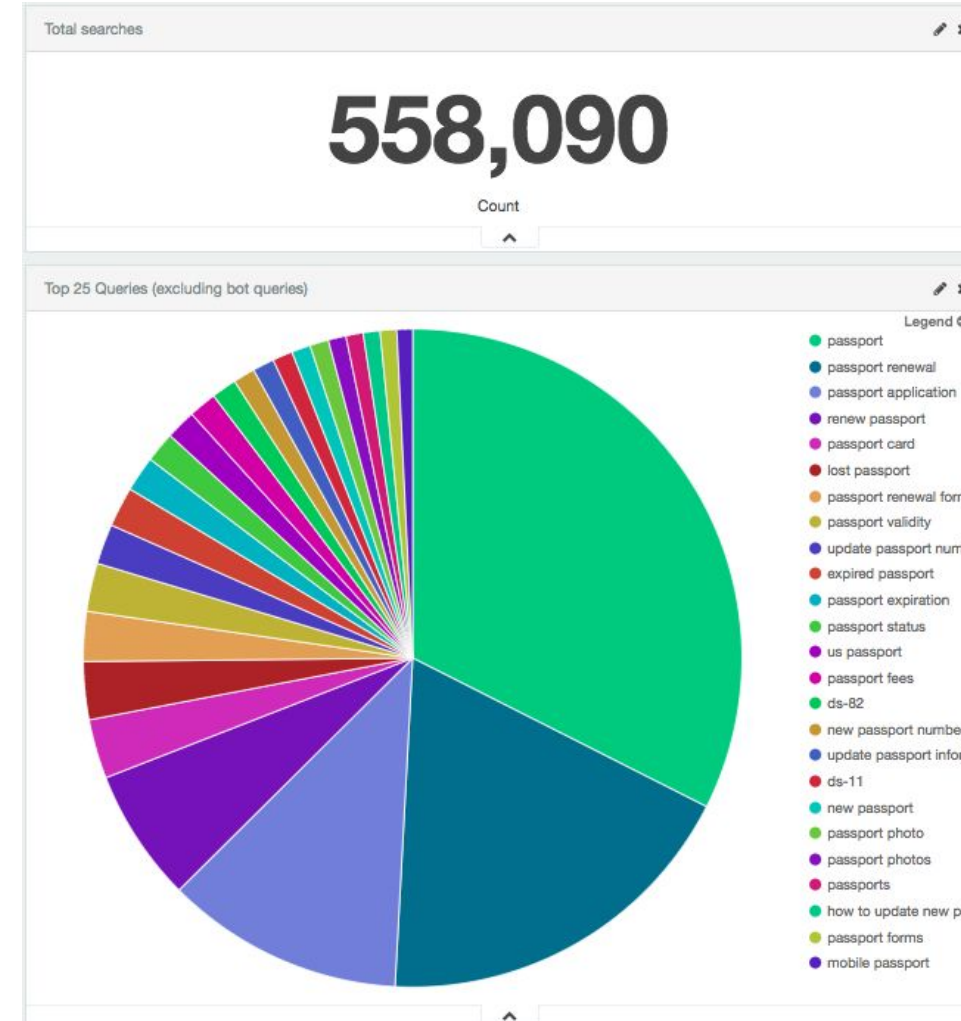 Total searches
558,090
Count
Top 25 Queries (excluding bot queries)
Legend
passport
passport renewal
passport application
renew passport
passport card
lost passport
passport renewal
passport validity
update passport
expired passport
passport expiration
passport status
us passport
passport fees
ds-82
new passport
update passport
ds-11
new passport
passport photo
passport photos
passports
how to update new
passport forms
mobile passport